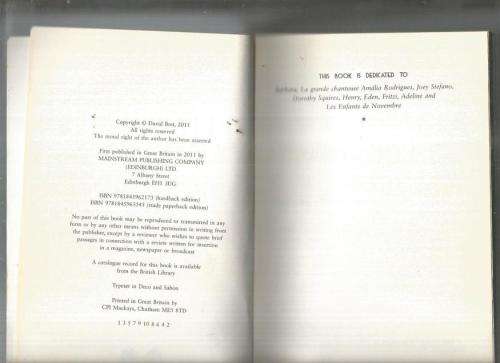 Copyright © David Bret, 2011
All rights reserved
The moral right of the author has been asserted
First published in Great Britain in 2011 by
MAINSTREAM PUBLISHING COMPANY
(EDINBURGH) LTD
7 Albany Street
Edinburgh EH1 3UG
ISBN 9781845962173 (hardback edition)
ISBN 9781845963545 (trade paperback edition)
No part of this book may be reproduced or transmitted in any
form or by any other means without permission in writing from
the publisher, except by a reviewer who wishes to quote brief
passages in connection with a review written for insertion
in a magazine, newspaper or broadcast
A catalogue record for this book is available
from the British Library
Typeset in Deco and Sabon
Printed in Great Britain by
CPI Mackays, Chatham ME5 8TD
1 3 5 7 9 10 8 6 4 2
THIS BOOK IS DEDICATED TO
Barbara, La grande chanteuse Amália Rodrigues, Joey Stefano,
Dorothy Squires, Henry, Eden, Fritzi, Adeline and
Les Enfants de Novembre